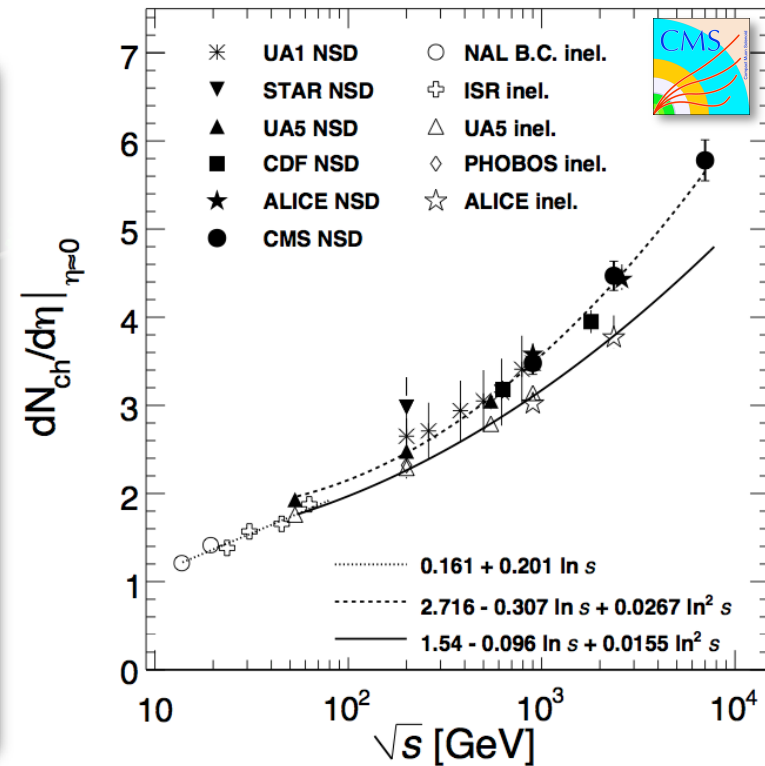 CMS
UA1 NSD
STAR NSD
UA5 NSD
CDF NSD
ALICE NSD
CMS NSD
NAL B.C. inel.
ISR inel.
UA5 inel.
PHOBOS inel.
ALICE inel.
dN_ch/dη|_η≈0
7
6
5
4
3
2
1
0
0.161 + 0.201 ln s
2.716 - 0.307 ln s + 0.0267 ln² s
1.54 - 0.096 ln s + 0.0155 ln² s
10 10² 10³ 10⁴
√s [GeV]